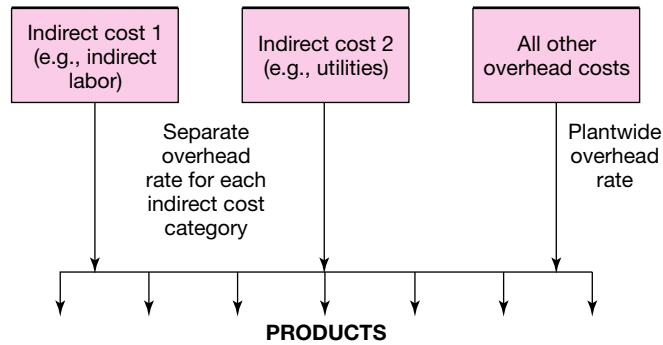 Indirect cost 1
(e.g., indirect
labor)
Indirect cost 2
(e.g., utilities)
All other
overhead costs
Separate
overhead
rate for each
indirect cost
category
Plantwide
overhead
rate
PRODUCTS